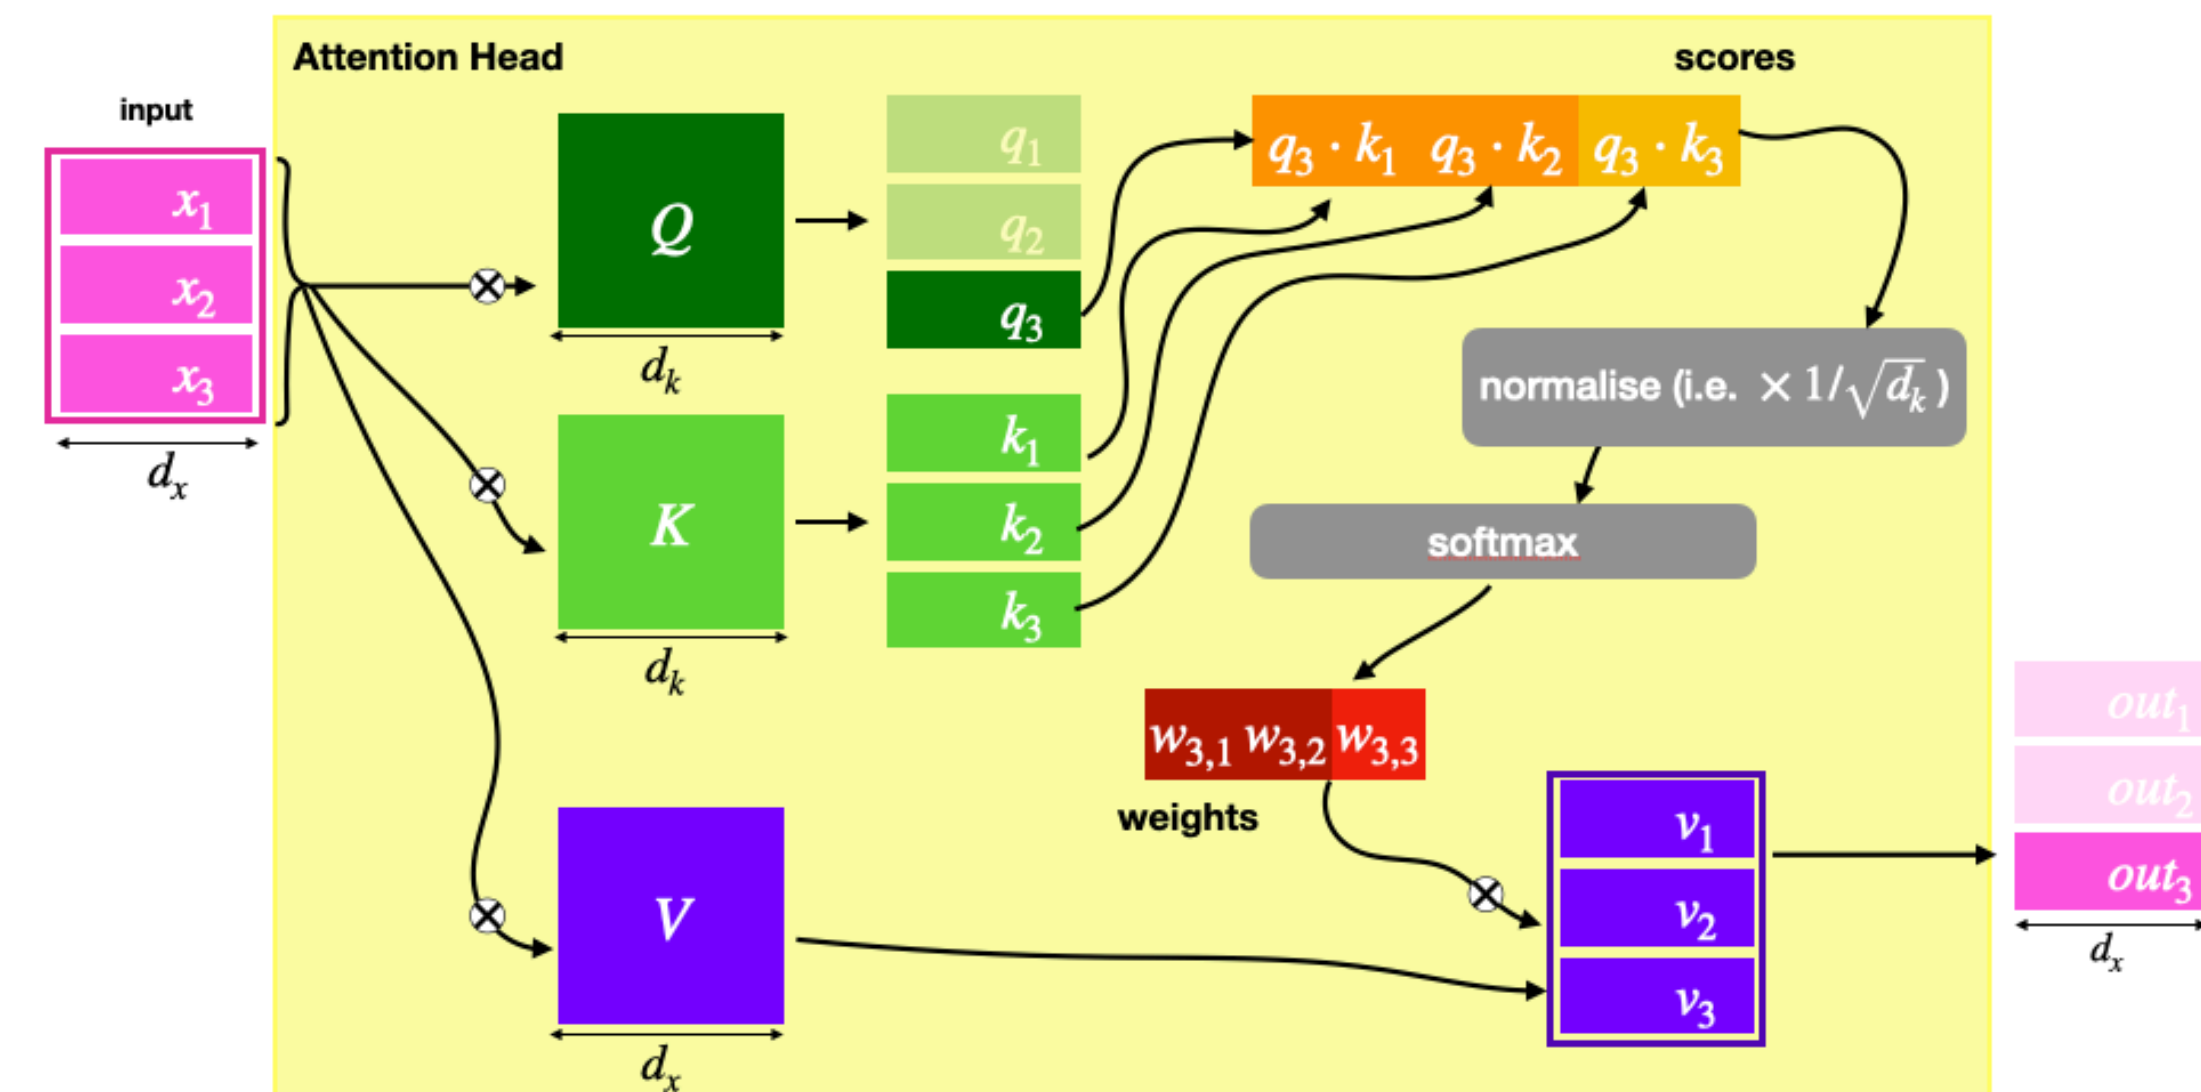 Attention Head
scores
input
x₁
x₂
x₃
dₓ
Q
dₖ
K
dₖ
V
dₓ
q₁
q₂
q₃
k₁
k₂
k₃
q₃ · k₁ q₃ · k₂ q₃ · k₃
normalise (i.e. × 1/√dₖ )
softmax
w₃,₁ w₃,₂ w₃,₃
weights
v₁
v₂
v₃
out₁
out₂
out₃
dₓ